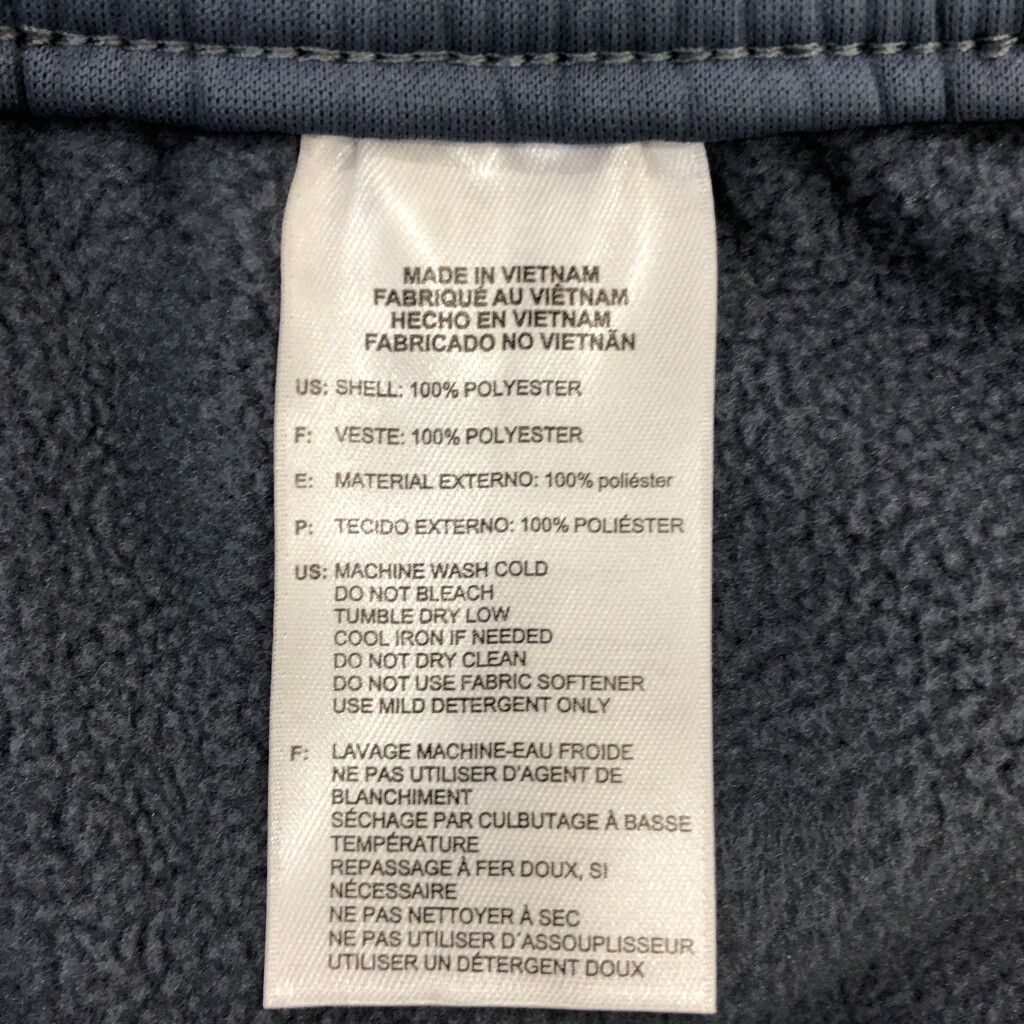 MADE IN VIETNAM
FABRIQUÉ AU VIÊTNAM
HECHO EN VIETNAM
FABRICADO NO VIETNÃN
US: SHELL: 100% POLYESTER
F: VESTE: 100% POLYESTER
E: MATERIAL EXTERNO: 100% poliéster
P: TECIDO EXTERNO: 100% POLIÉSTER
US: MACHINE WASH COLD
DO NOT BLEACH
TUMBLE DRY LOW
COOL IRON IF NEEDED
DO NOT DRY CLEAN
DO NOT USE FABRIC SOFTENER
USE MILD DETERGENT ONLY
F: LAVAGE MACHINE-EAU FROIDE
NE PAS UTILISER D'AGENT DE
BLANCHIMENT
SÉCHAGE PAR CULBUTAGE À BASSE
TEMPÉRATURE
REPASSAGE À FER DOUX, SI
NÉCESSAIRE
NE PAS NETTOYER À SEC
NE PAS UTILISER D´ASSOUPLISSEUR
UTILISER UN DÉTERGENT DOUX